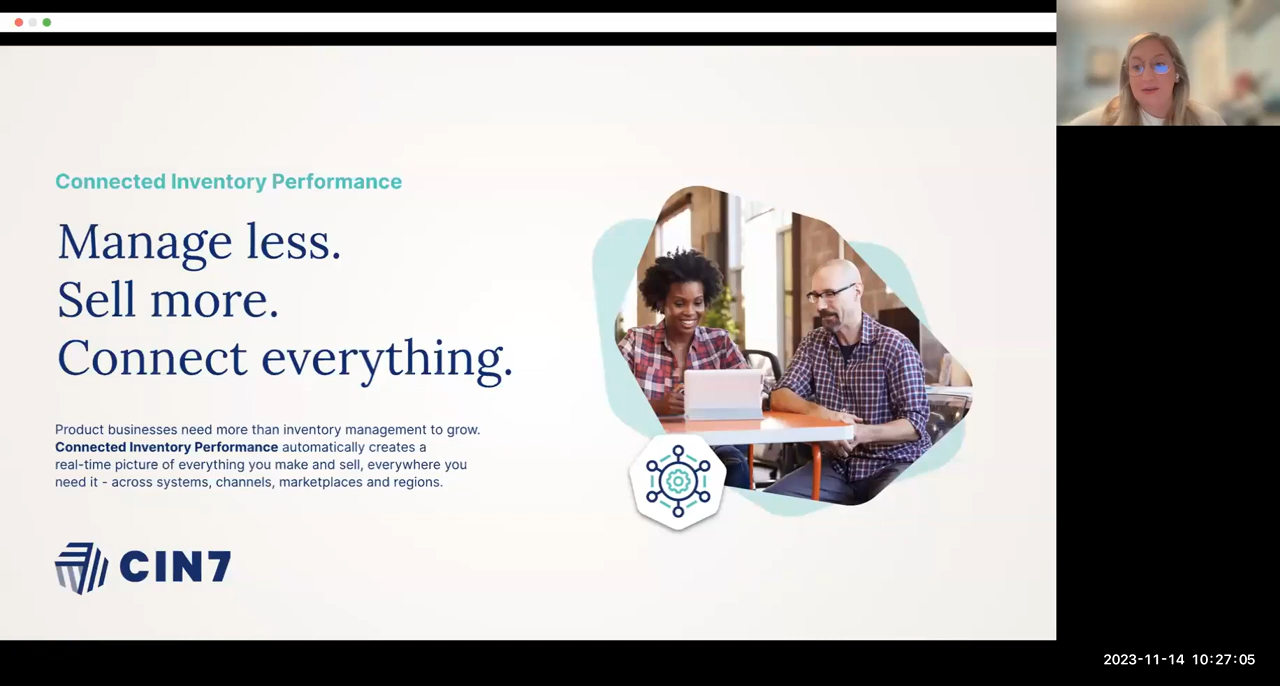 Connected Inventory Performance
Manage less.
Sell more.
Connect everything.
Product businesses need more than inventory management to grow.
Connected Inventory Performance automatically creates a
real-time picture of everything you make and sell, everywhere you
need it - across systems, channels, marketplaces and regions.
CIN7
2023-11-14 10:27:05